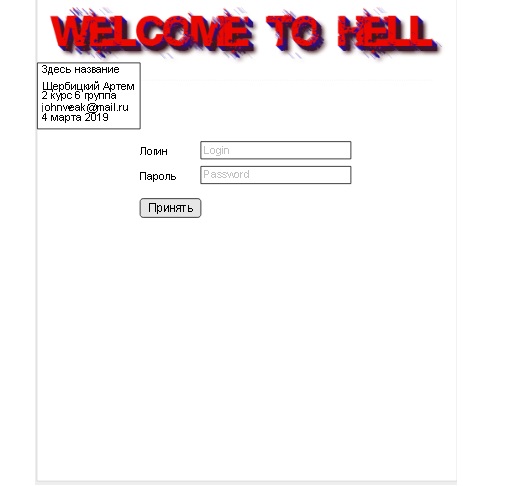 WELCOME TO HELL
Здесь название
Щербицкий Артем
2 курс 6 группа
johnveak@mail.ru
4 марта 2019
Логин Login
Пароль Password
Принять